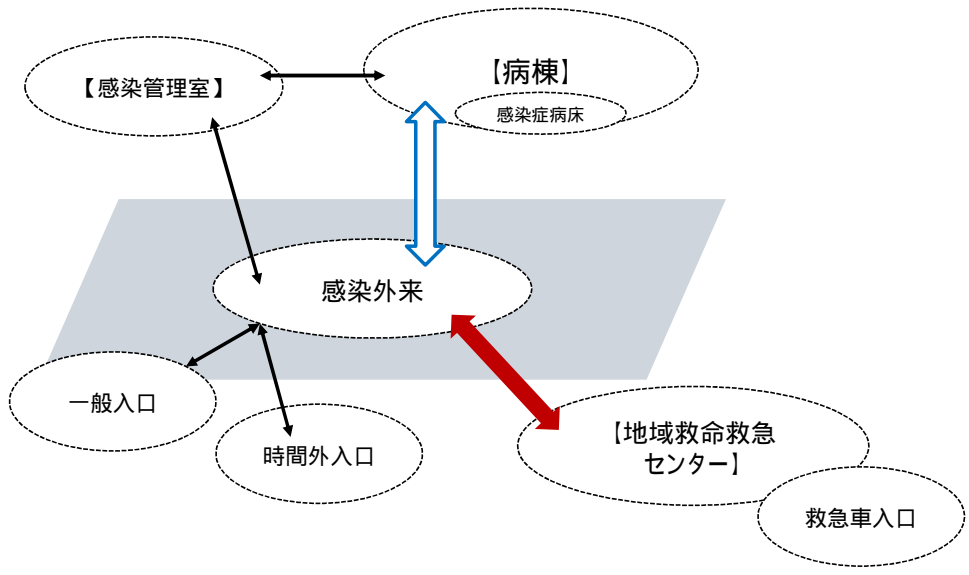 【感染管理室】
【病棟】
感染症病床
感染外来
一般入口
時間外入口
【地域救命救急
センター】
救急車入口